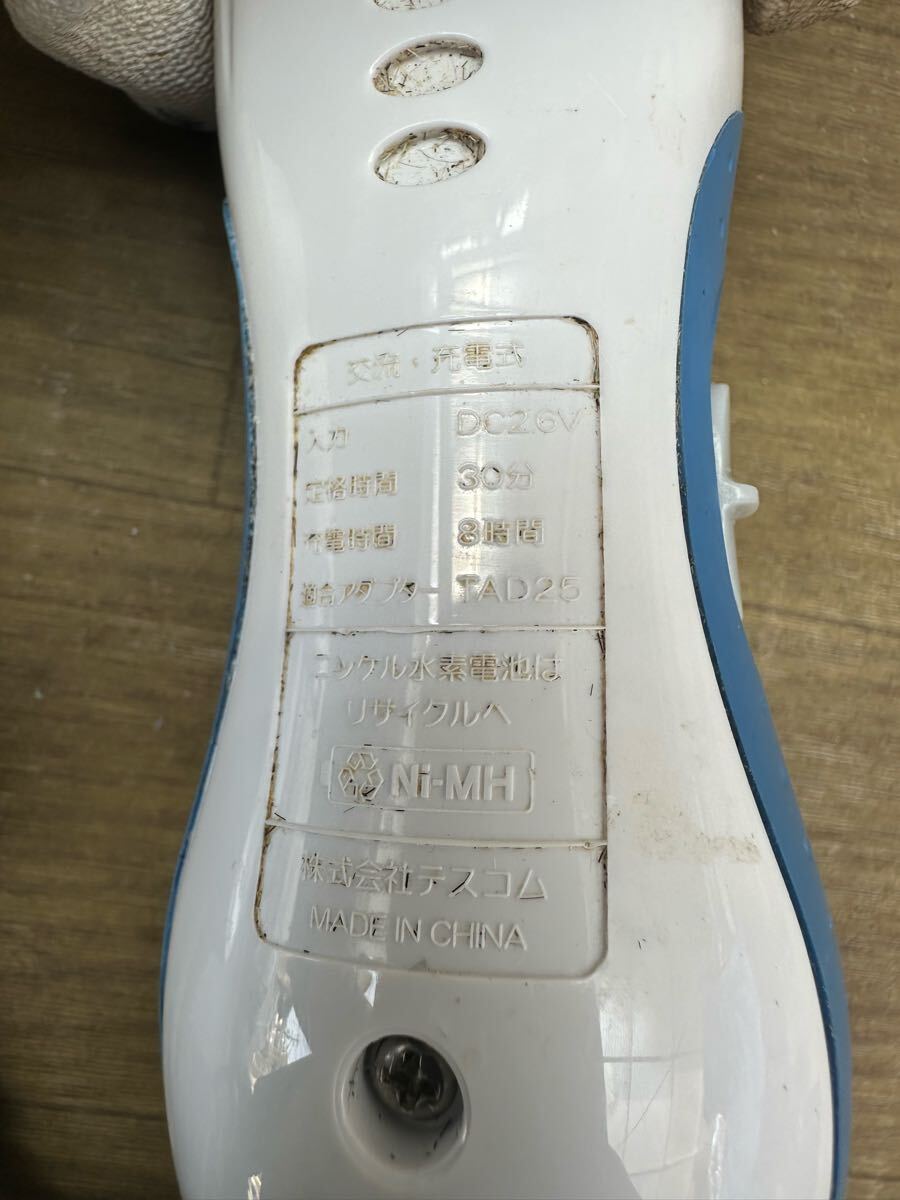 交流・充電式
入力 DC2.6V
定格時間 30分
充電時間 8時間
適合アダプター TAD25
ニッケル水素電池は
リサイクルへ
Ni-MH
株式会社テスコム
MADE IN CHINA